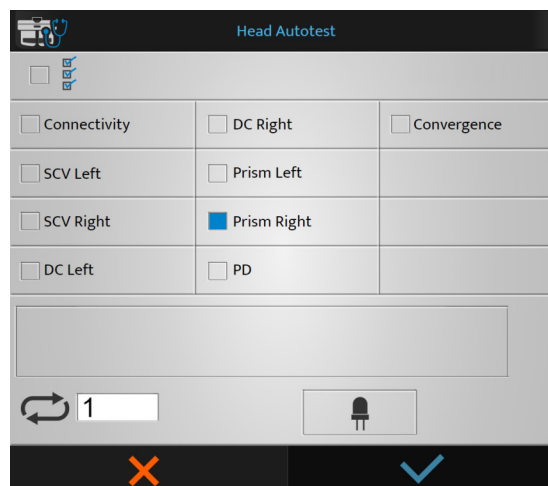 Head Autotest
Connectivity
DC Right
Convergence
SCV Left
Prism Left
SCV Right
Prism Right
DC Left
PD
1